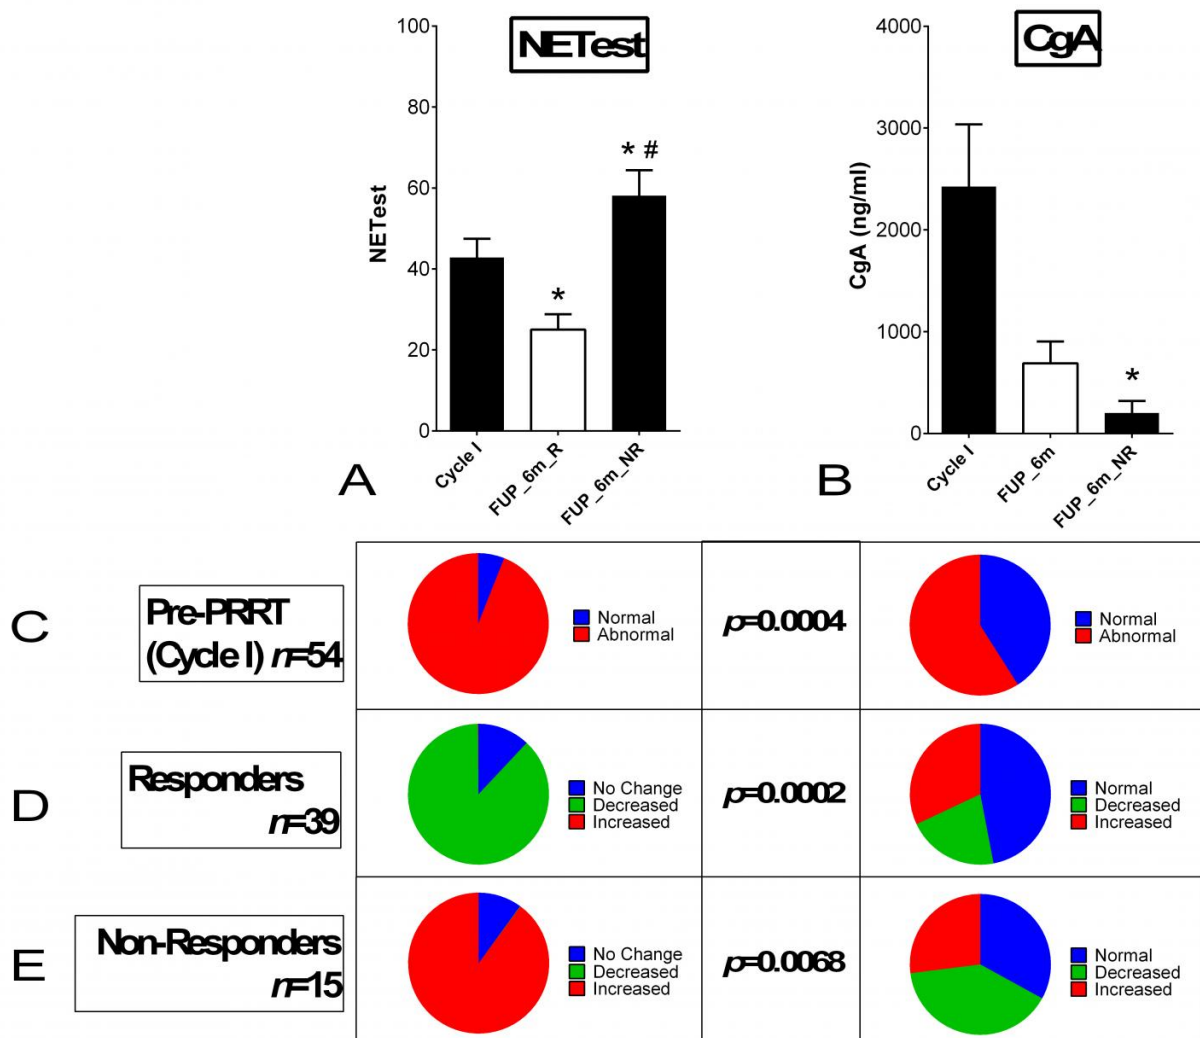 NETest
100
80
60
40
20
0
NETest
* #
*
Cycle I
FUP_6m_R
FUP_6m_NR
A
CgA
4000
3000
2000
1000
0
CgA (ng/ml)
*
Cycle I
FUP_6m
FUP_6m_NR
B
C
Pre-PRRT
(Cycle I) n=54
Normal
Abnormal
p=0.0004
Normal
Abnormal
D
Responders
n=39
No Change
Decreased
Increased
p=0.0002
Normal
Decreased
Increased
E
Non-Responders
n=15
No Change
Decreased
Increased
p=0.0068
Normal
Decreased
Increased